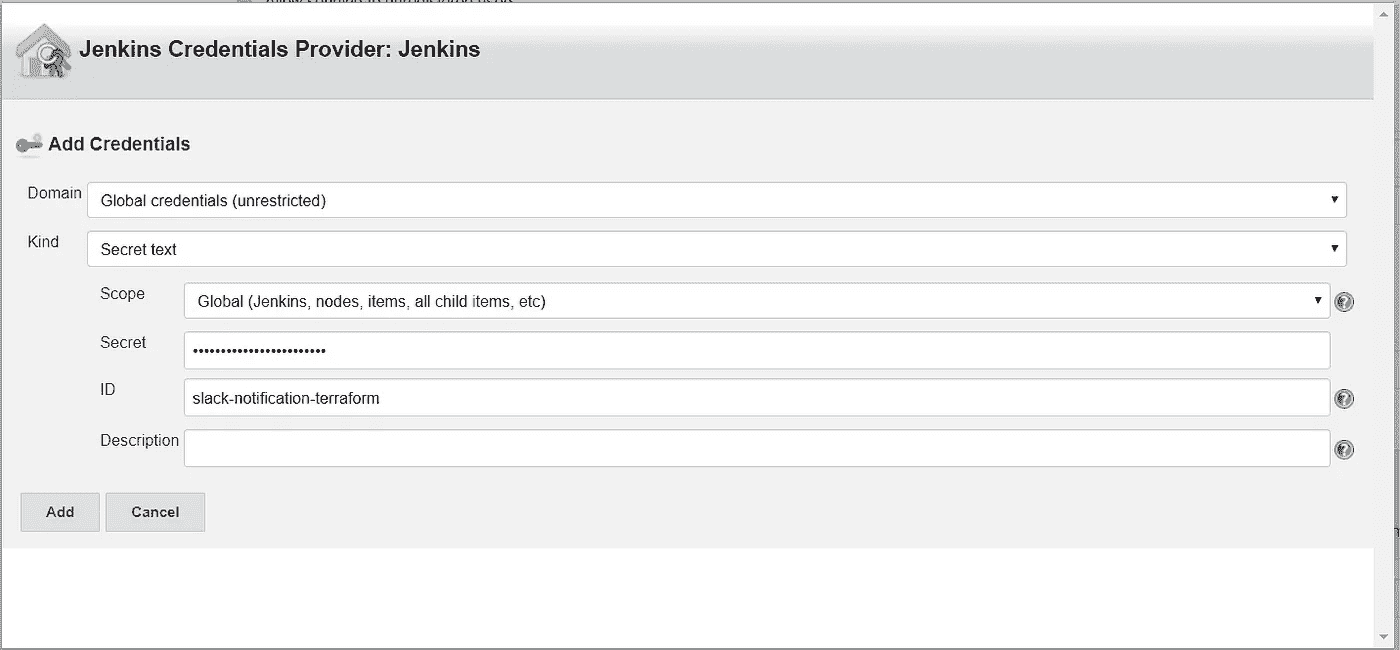 Jenkins Credentials Provider: Jenkins
Add Credentials
Domain Global credentials (unrestricted)
Kind Secret text
Scope Global (Jenkins, nodes, items, all child items, etc)
Secret ••••••••••••••••••••••••
ID slack-notification-terraform
Description
Add Cancel